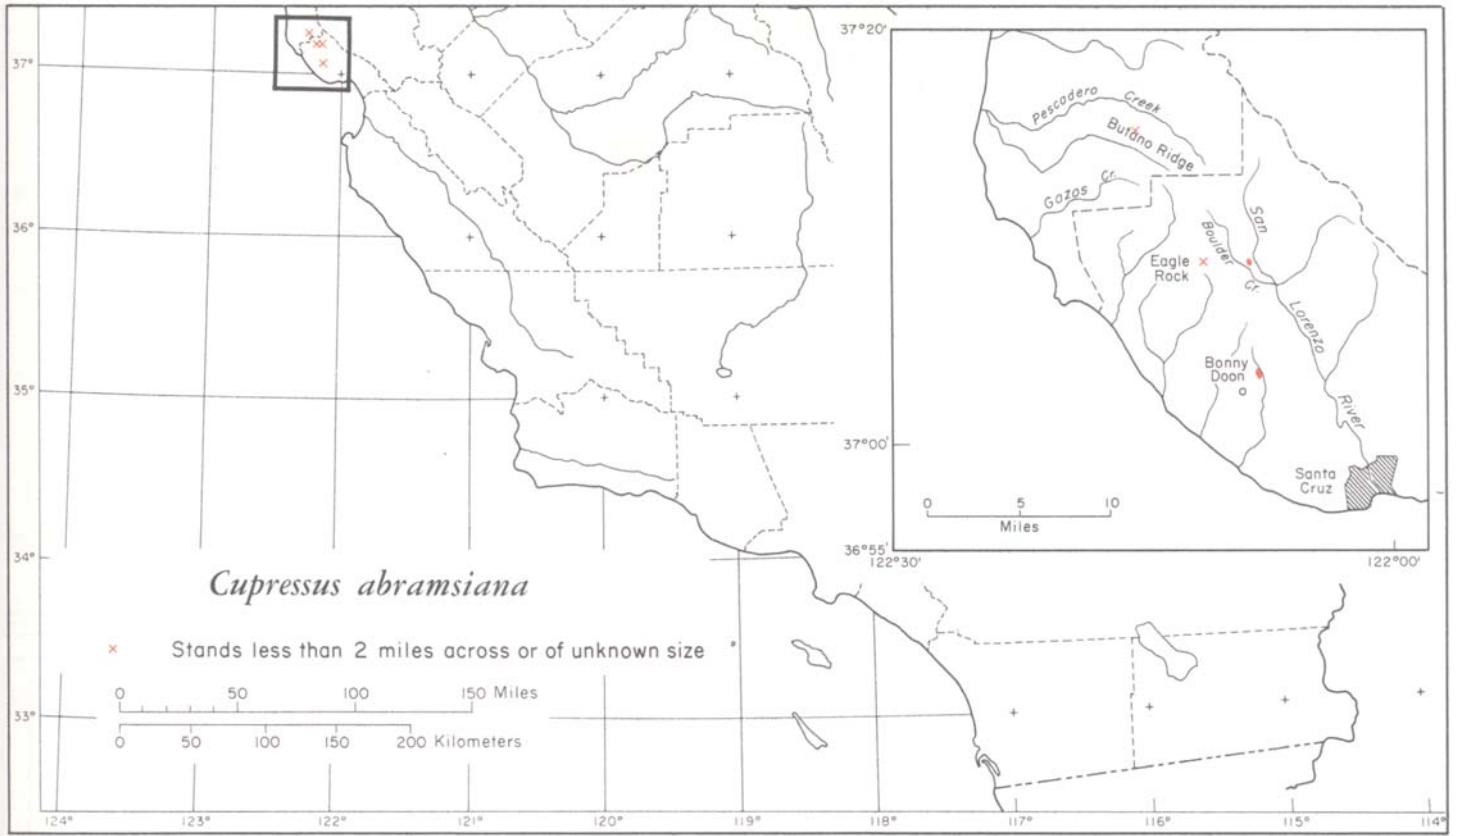 37°
36°
35°
34°
33°
124°
123°
122°
121°
120°
119°
118°
117°
116°
115°
114°
Cupressus abramsiana
× Stands less than 2 miles across or of unknown size
0 50 100 150 Miles
0 50 100 150 200 Kilometers
37°20'
37°00'
36°55'
122°30'
122°00'
Pescadero Creek
Butano Ridge
Gazos Cr.
San Lorenzo River
Boulder Cr.
Eagle
Rock
Bonny
Doon
Santa
Cruz
0 5 10
Miles